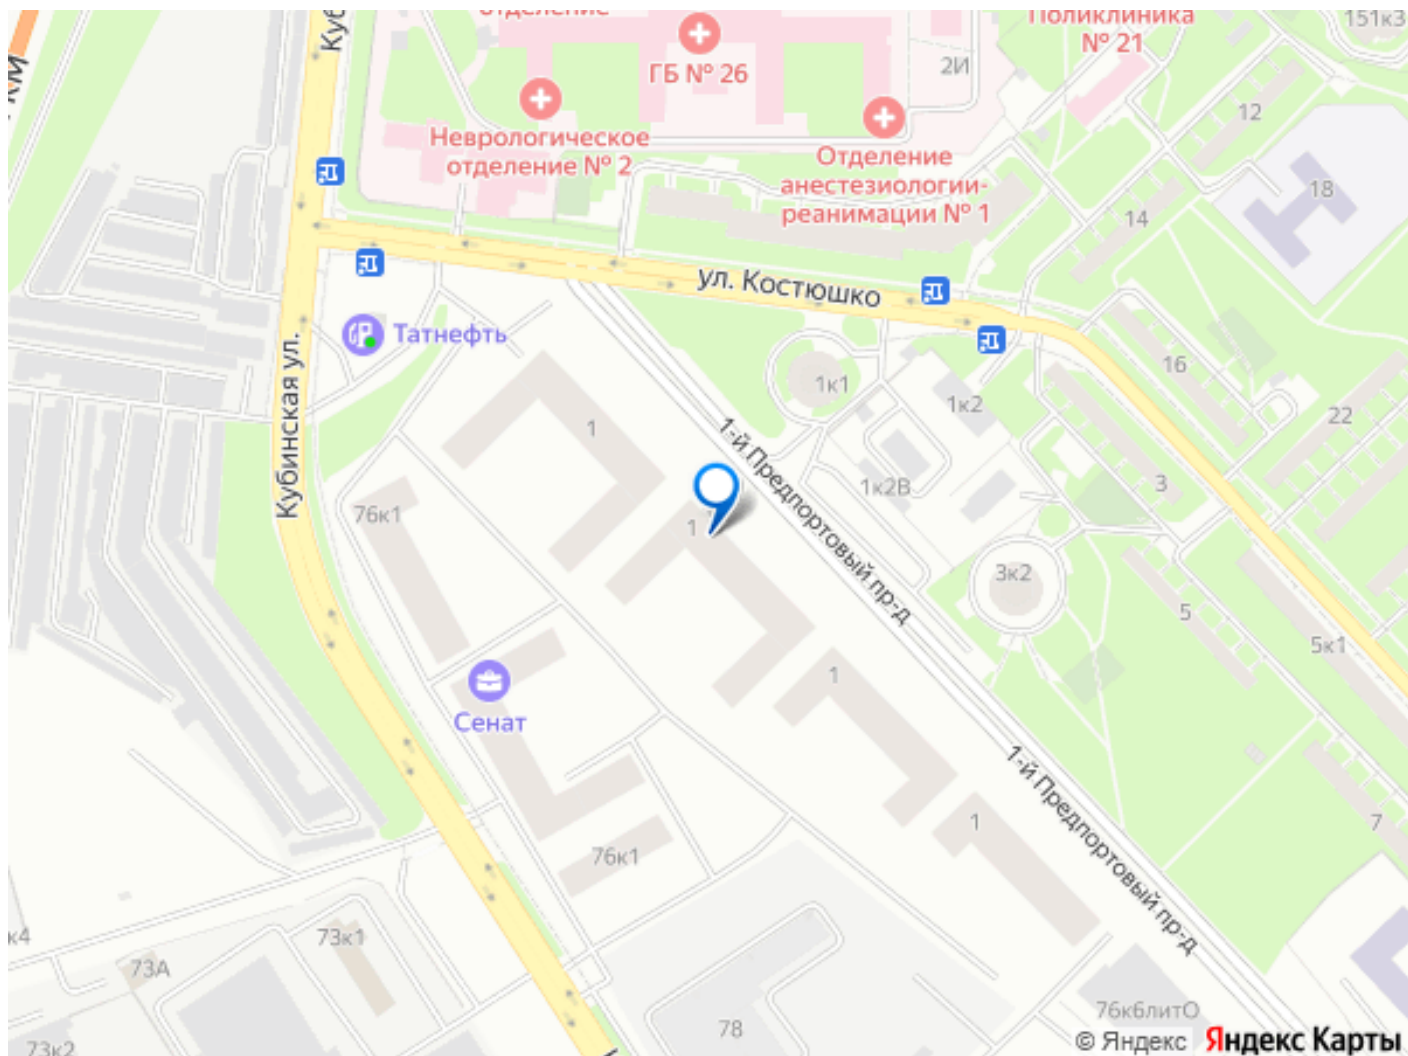 отделение
Поликлиника
№ 21
151к3
ГБ № 26
2И
12
Неврологическое
отделение № 2
Отделение
анестезиологии-
реанимации № 1
18
14
Куб
км
ул. Костюшко
Татнефть
Кубинская ул.
1к1
1к2
16
22
1
1-й Предпортовый пр-д
1к2В
3
76к1
1
3к2
5
5к1
1
Сенат
1-й Предпортовый пр-д
1
7
76к1
к4
73к1
73А
78
76к6литО
73к2
© Яндекс Яндекс Карты